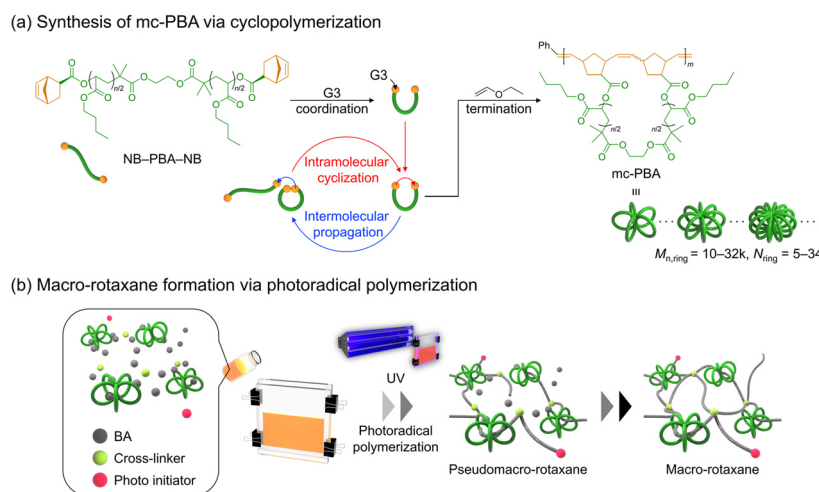 (a) Synthesis of mc-PBA via cyclopolymerization
G3
G3
coordination
termination
Ph
m
O
O
O
O
n/2
O
O
O
O
n/2
O
O
O
O
O
O
O
O
n/2
n/2
O
O
O
O
O
O
O
O
NB–PBA–NB
Intramolecular
cyclization
Intermolecular
propagation
mc-PBA
Mn,ring = 10–32k, Nring = 5–34
(b) Macro-rotaxane formation via photoradical polymerization
BA
Cross-linker
Photo initiator
UV
Photoradical
polymerization
Pseudomacro-rotaxane
Macro-rotaxane